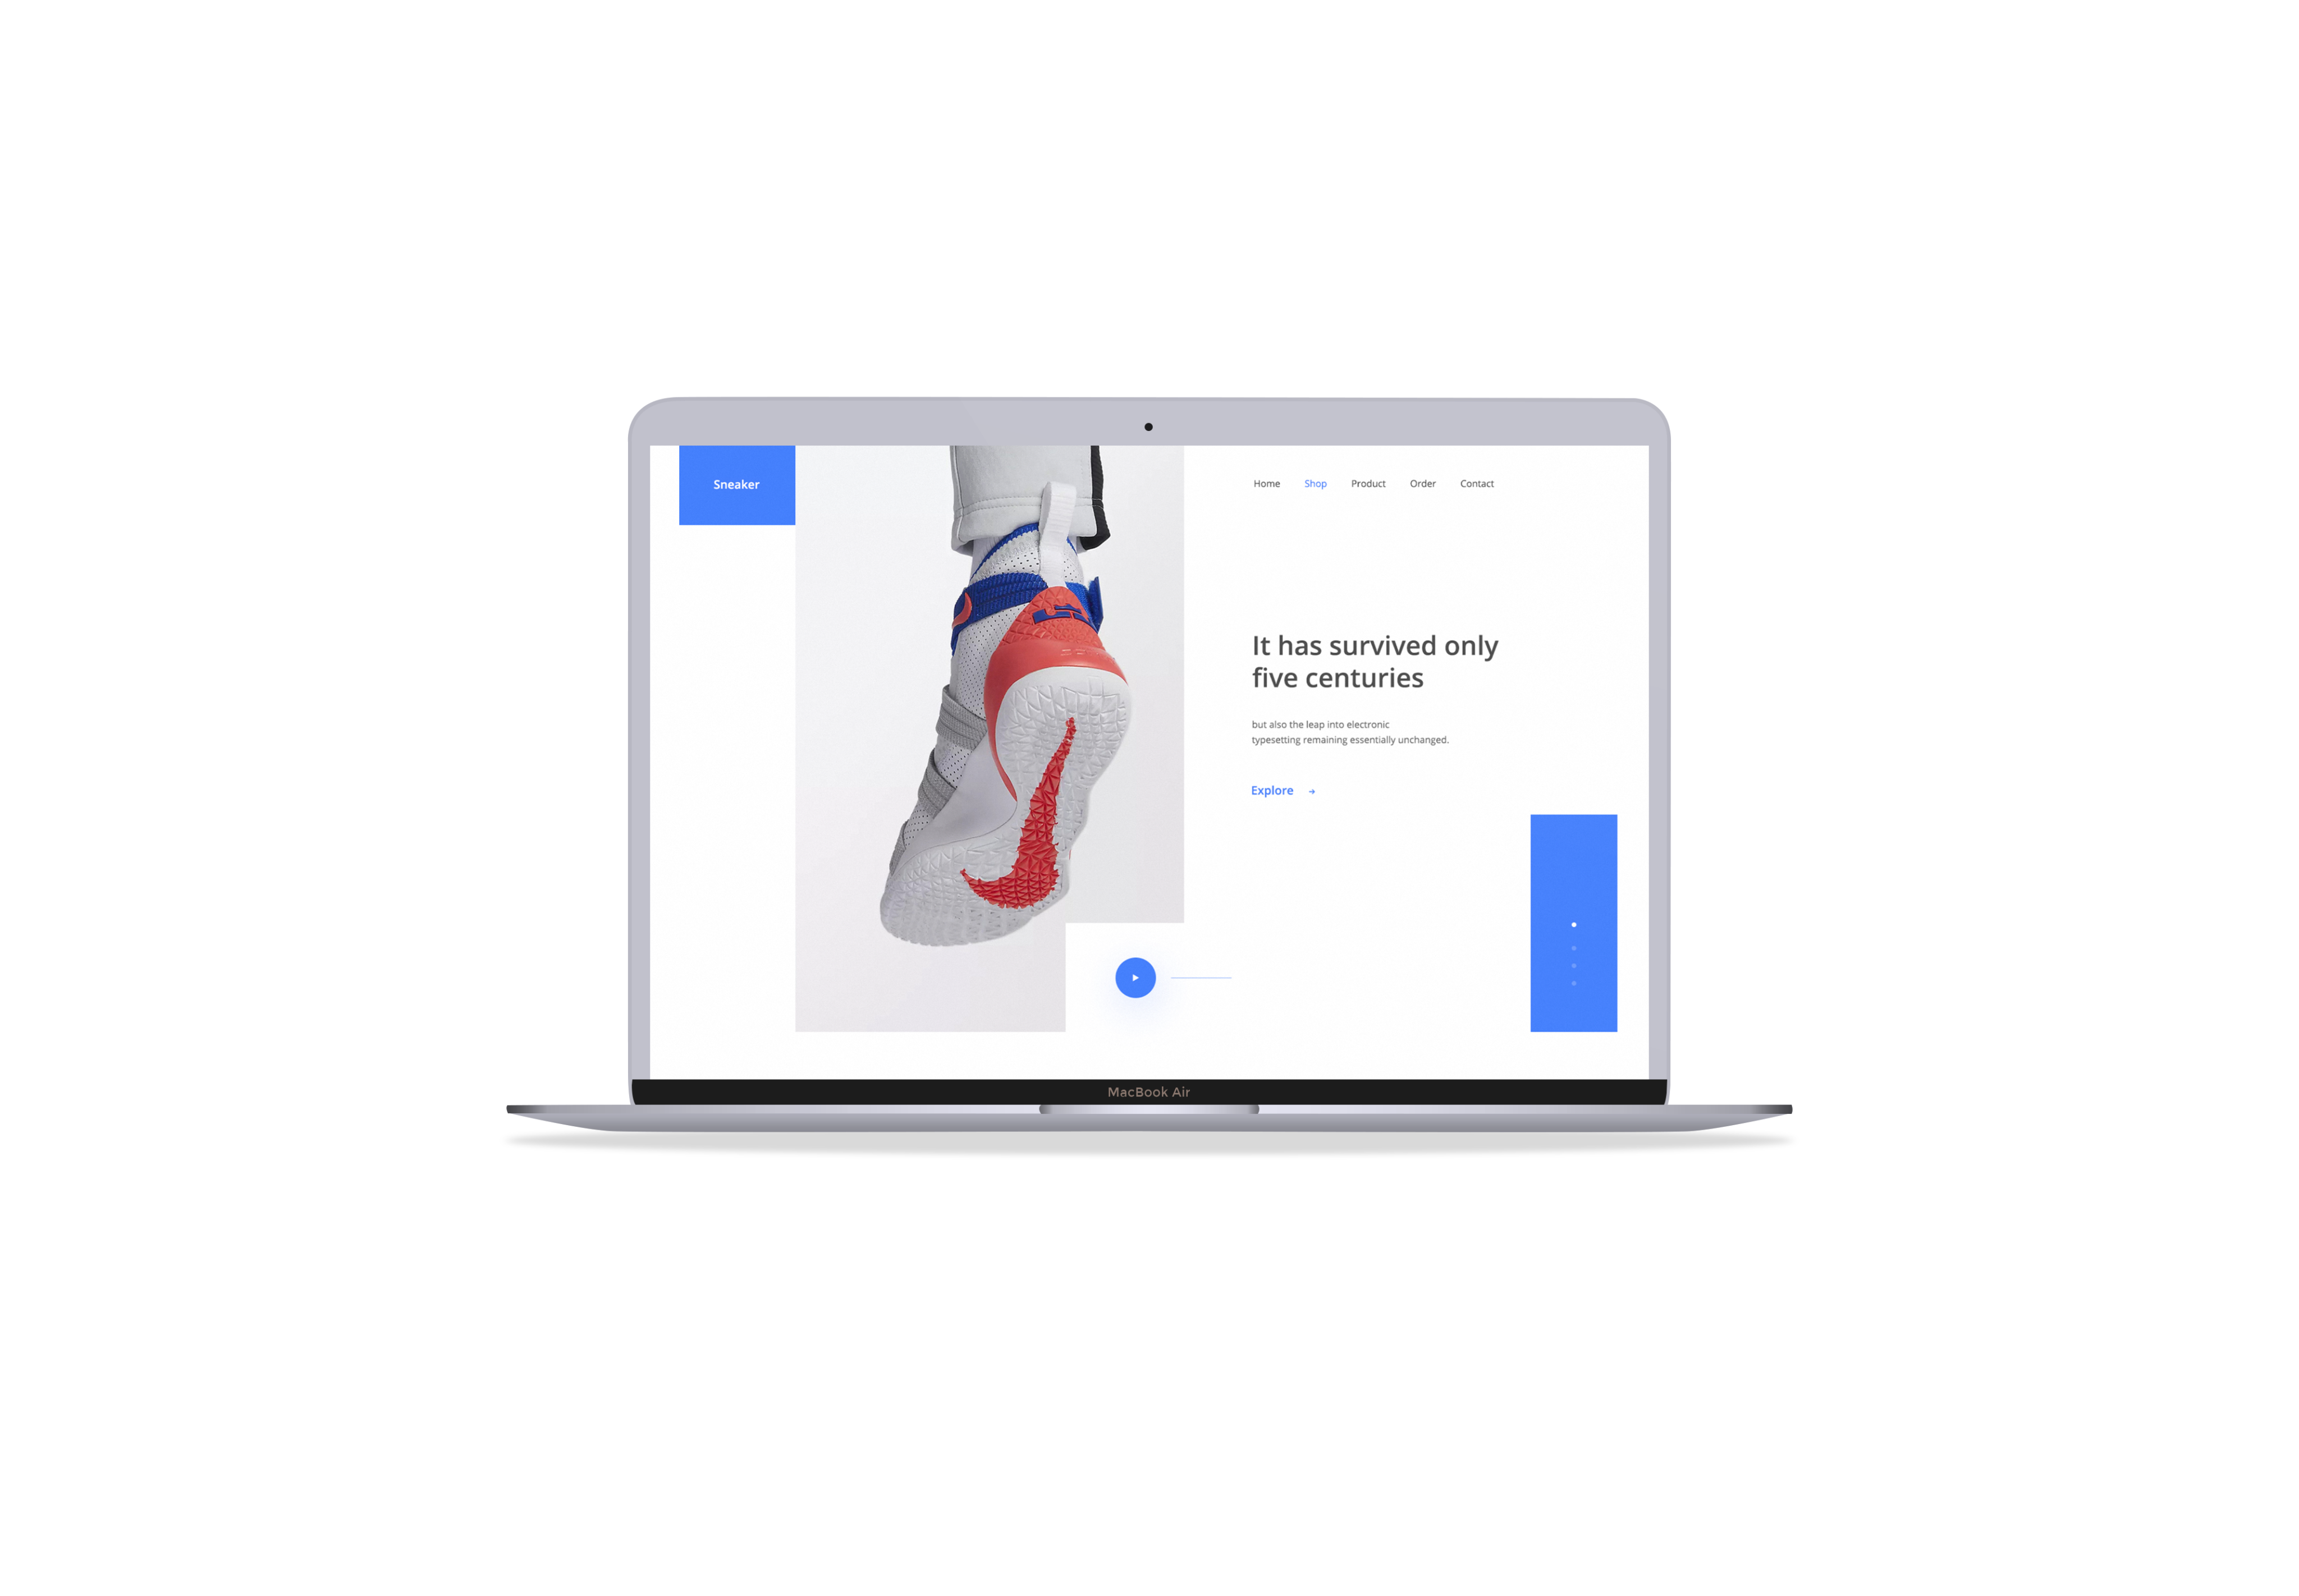 Sneaker
Home Shop Product Order Contact
It has survived only
five centuries
but also the leap into electronic
typesetting remaining essentially unchanged.
Explore →
MacBook Air